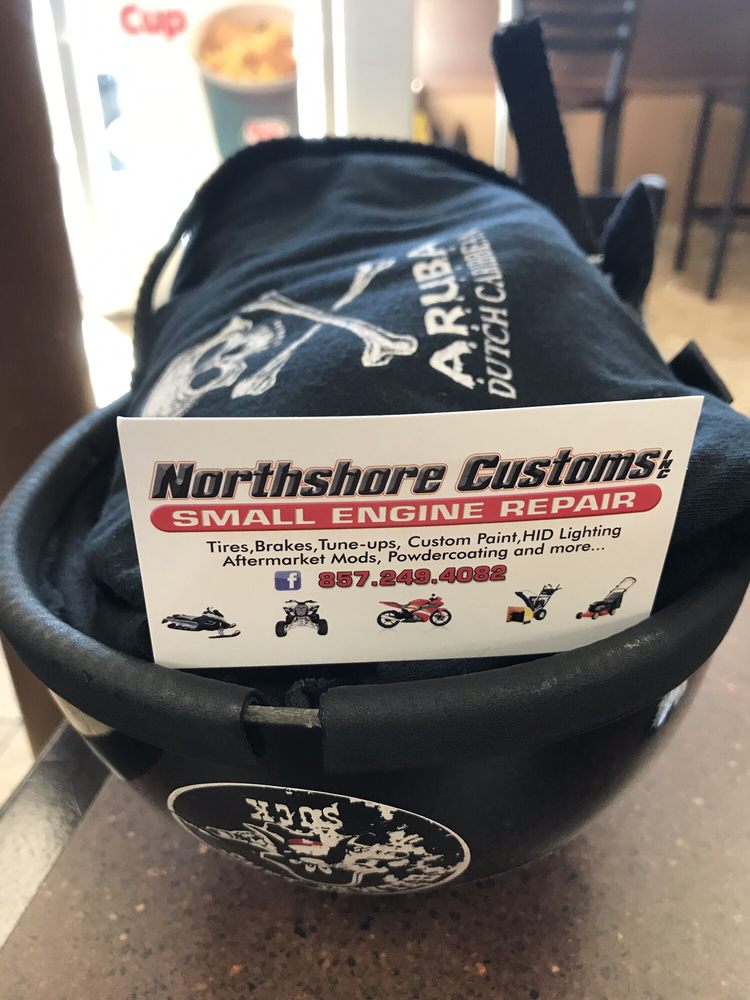 Cup
ARUBA
DUTCH CARIBBEAN
Northshore Customs INC
SMALL ENGINE REPAIR
Tires,Brakes,Tune-ups, Custom Paint,HID Lighting
Aftermarket Mods, Powdercoating and more...
f 857.249.4082